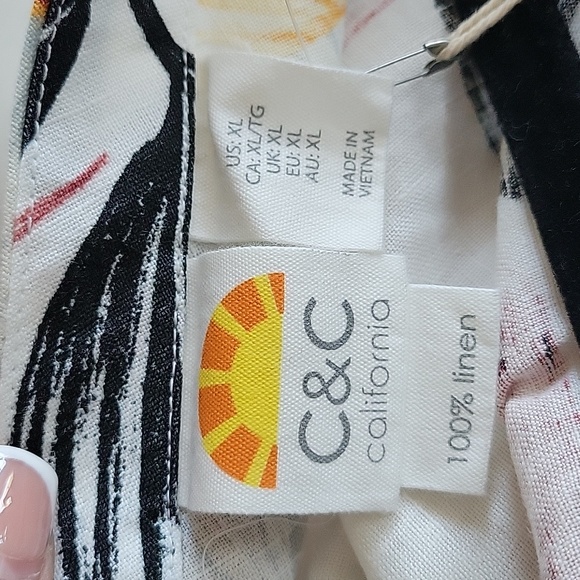 US: XL
CA: XL/TG
UK: XL
EU: XL
AU: XL
MADE IN
VIETNAM
C&C
california
100% linen